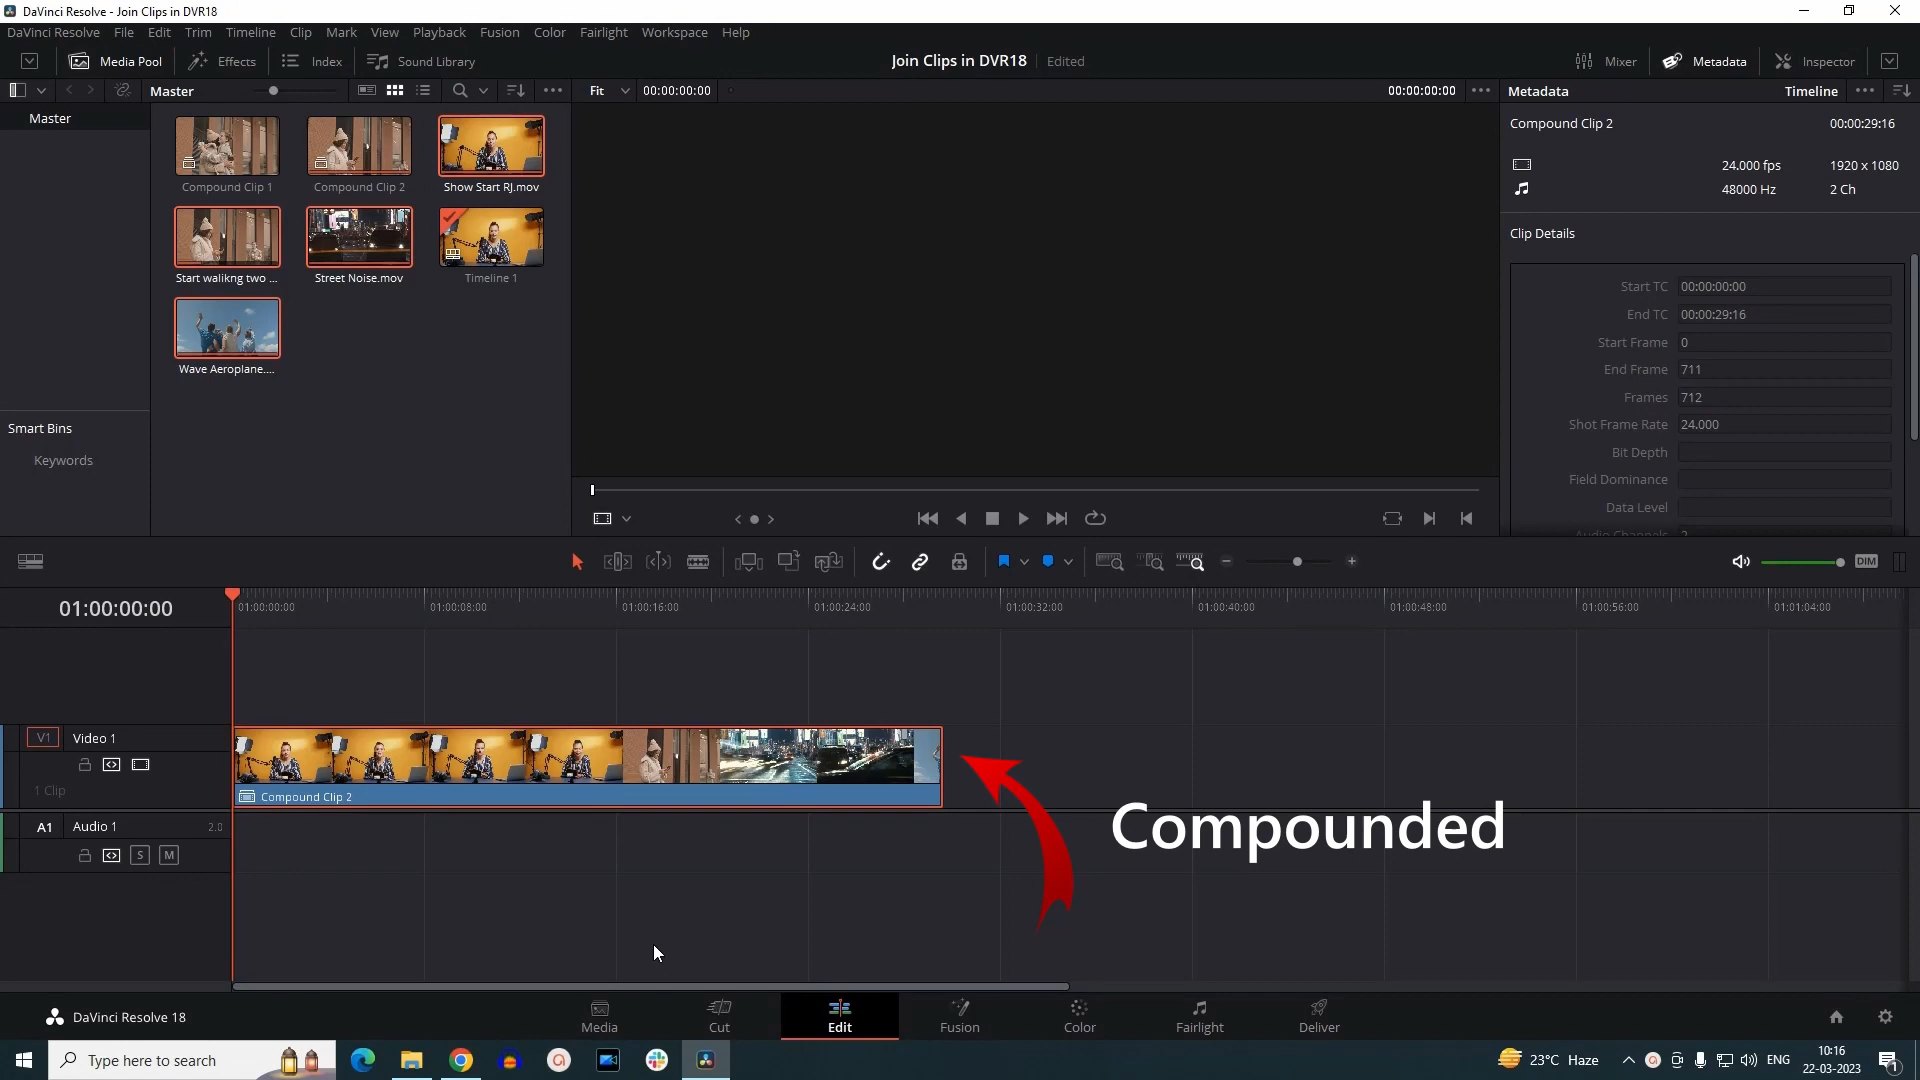 DaVinci Resolve - Join Clips in DVR18
DaVinci Resolve File Edit Trim Timeline Clip Mark View Playback Fusion Color Fairlight Workspace Help
Media Pool Effects Index Sound Library Join Clips in DVR18 Edited Mixer Metadata Inspector
Master Fit 00:00:00:00 00:00:00:00 Metadata Timeline
Master
Compound Clip 1 Compound Clip 2 Show Start RJ.mov
Start walikng two ... Street Noise.mov Timeline 1
Wave Aeroplane....
Smart Bins
Keywords
Compound Clip 2 00:00:29:16
24.000 fps 1920 x 1080
48000 Hz 2 Ch
Clip Details
Start TC 00:00:00:00
End TC 00:00:29:16
Start Frame 0
End Frame 711
Frames 712
Shot Frame Rate 24.000
Bit Depth
Field Dominance
Data Level
Audio Channels 2
DIM
01:00:00:00 01:00:00:00 01:00:08:00 01:00:16:00 01:00:24:00 01:00:32:00 01:00:40:00 01:00:48:00 01:00:56:00 01:01:04:00
V1 Video 1
1 Clip
Compound Clip 2
A1 Audio 1 2.0
S M
Compounded
DaVinci Resolve 18
Media Cut Edit Fusion Color Fairlight Deliver
Type here to search
23°C Haze ENG 10:16
22-03-2023
1